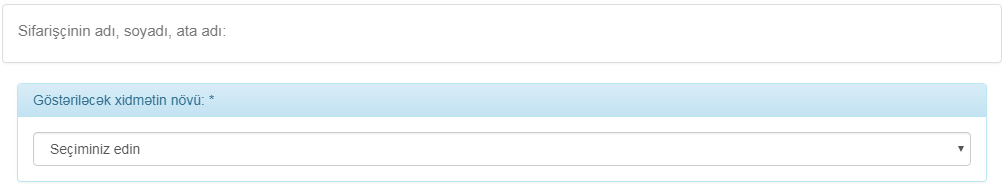 Sifarişçinin adı, soyadı, ata adı:
Göstəriləcək xidmətin növü: *
Seçiminiz edin